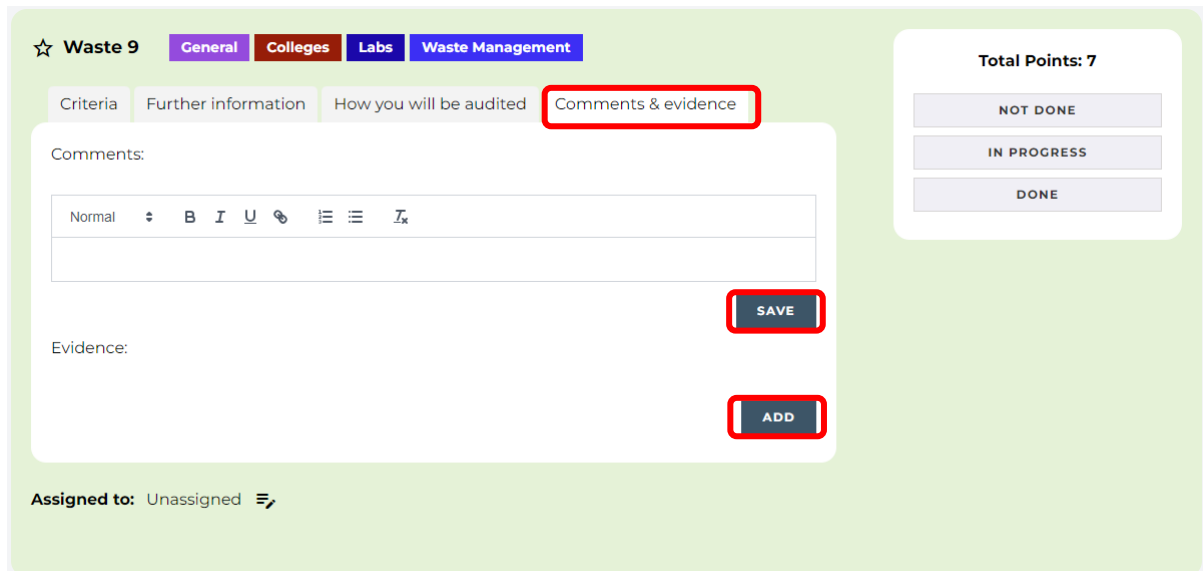 Waste 9 General Colleges Labs Waste Management
Criteria Further information How you will be audited Comments & evidence
Comments:
Normal B I U
SAVE
Evidence:
ADD
Assigned to: Unassigned
Total Points: 7
NOT DONE
IN PROGRESS
DONE